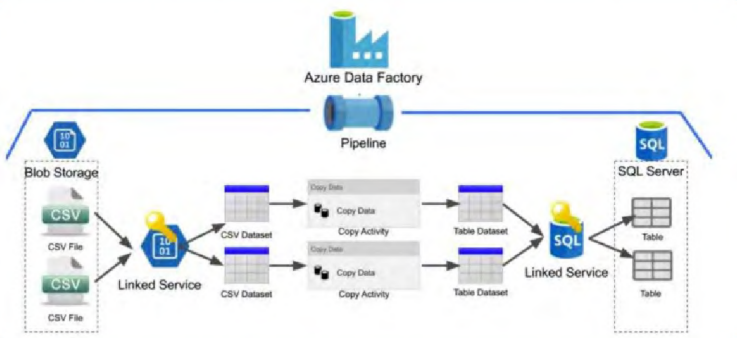 Azure Data Factory
Pipeline
10
01
Blob Storage
SQL
SQL Server
CSV
CSV File
CSV
CSV File
10
01
Linked Service
CSV Dataset
CSV Dataset
Copy Data
Copy Data
Copy Activity
Copy Data
Copy Data
Copy Activity
Table Dataset
Table Dataset
SQL
Linked Service
Table
Table